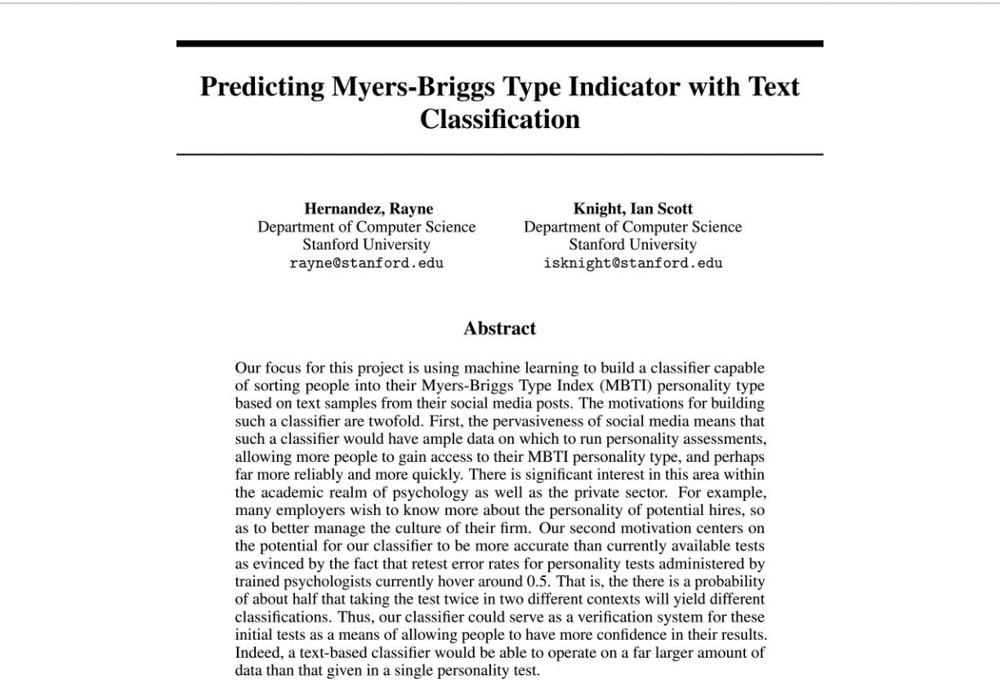 Predicting Myers-Briggs Type Indicator with Text
Classification
Hernandez, Rayne
Department of Computer Science
Stanford University
rayne@stanford.edu
Knight, Ian Scott
Department of Computer Science
Stanford University
isknight@stanford.edu
Abstract
Our focus for this project is using machine learning to build a classifier capable
of sorting people into their Myers-Briggs Type Index (MBTI) personality type
based on text samples from their social media posts. The motivations for building
such a classifier are twofold. First, the pervasiveness of social media means that
such a classifier would have ample data on which to run personality assessments,
allowing more people to gain access to their MBTI personality type, and perhaps
far more reliably and more quickly. There is significant interest in this area within
the academic realm of psychology as well as the private sector. For example,
many employers wish to know more about the personality of potential hires, so
as to better manage the culture of their firm. Our second motivation centers on
the potential for our classifier to be more accurate than currently available tests
as evinced by the fact that retest error rates for personality tests administered by
trained psychologists currently hover around 0.5. That is, the there is a probability
of about half that taking the test twice in two different contexts will yield different
classifications. Thus, our classifier could serve as a verification system for these
initial tests as a means of allowing people to have more confidence in their results.
Indeed, a text-based classifier would be able to operate on a far larger amount of
data than that given in a single personality test.